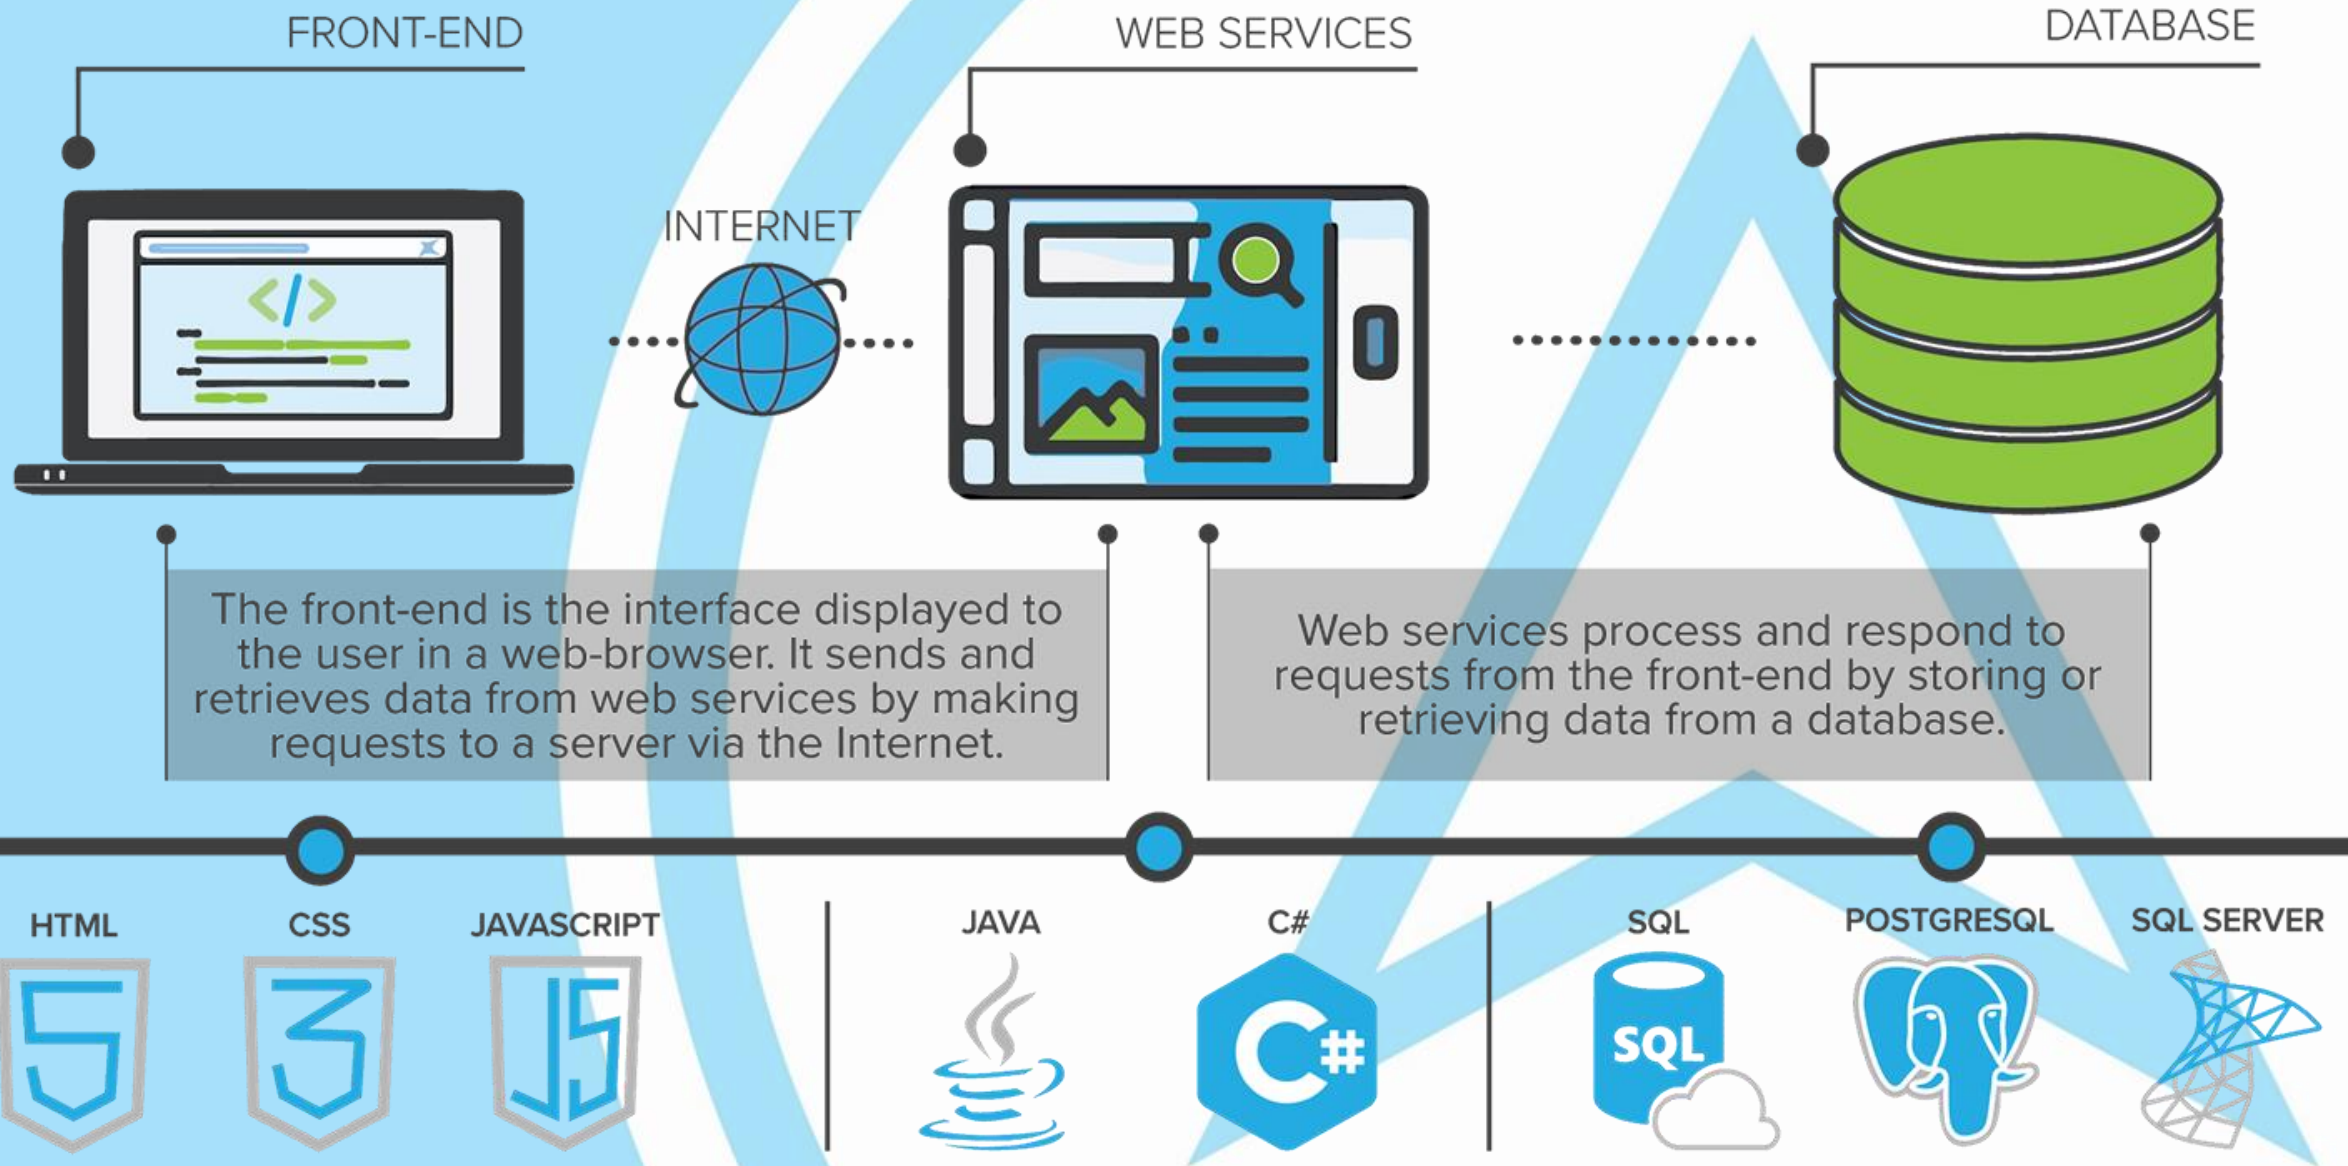 FRONT-END
WEB SERVICES
DATABASE
INTERNET
The front-end is the interface displayed to
the user in a web-browser. It sends and
retrieves data from web services by making
requests to a server via the Internet.
Web services process and respond to
requests from the front-end by storing or
retrieving data from a database.
HTML
CSS
JAVASCRIPT
JAVA
C#
SQL
POSTGRESQL
SQL SERVER
5
3
JS
C#
SQL